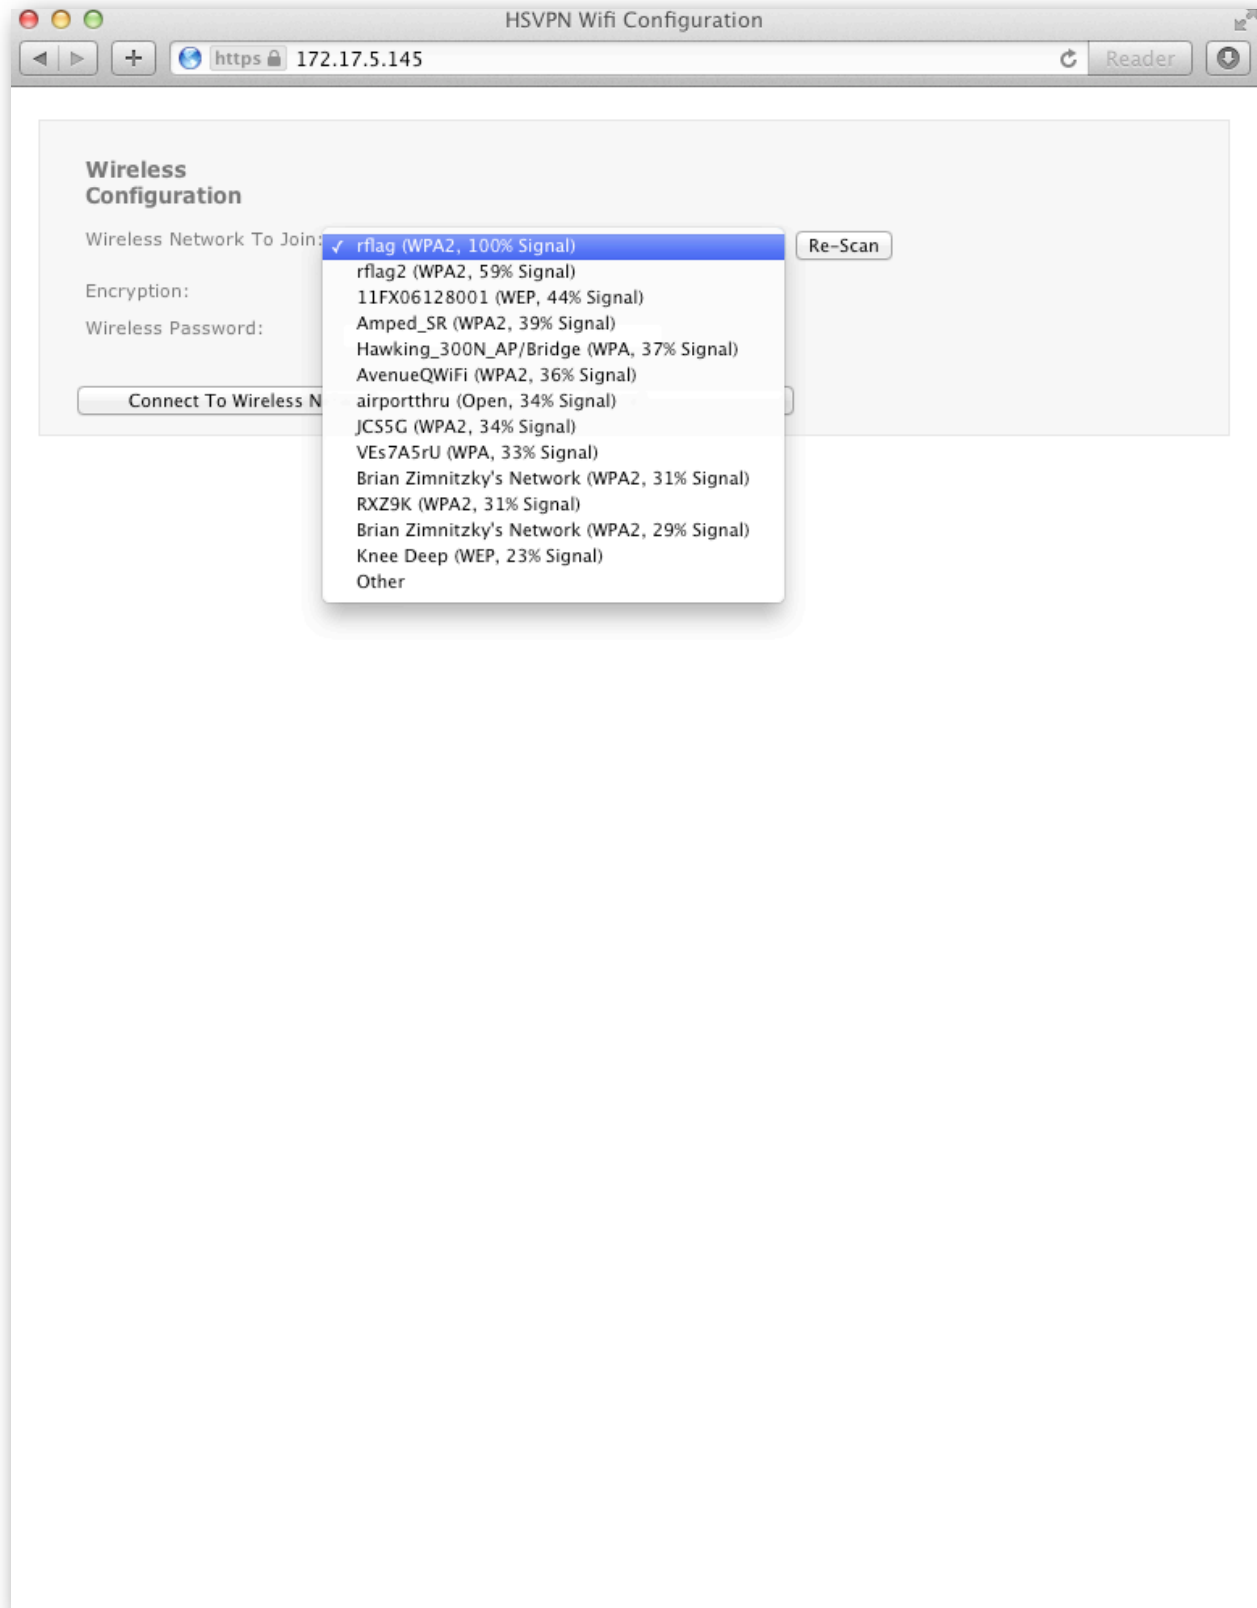 HSVPN Wifi Configuration
https 172.17.5.145 Reader
Wireless
Configuration
Wireless Network To Join:
✓ rflag (WPA2, 100% Signal)
Re-Scan
rflag2 (WPA2, 59% Signal)
Encryption:
11FX06128001 (WEP, 44% Signal)
Wireless Password:
Amped_SR (WPA2, 39% Signal)
Hawking_300N_AP/Bridge (WPA, 37% Signal)
AvenueQWiFi (WPA2, 36% Signal)
Connect To Wireless N
airportthru (Open, 34% Signal)
JCS5G (WPA2, 34% Signal)
VEs7A5rU (WPA, 33% Signal)
Brian Zimnitzky's Network (WPA2, 31% Signal)
RXZ9K (WPA2, 31% Signal)
Brian Zimnitzky's Network (WPA2, 29% Signal)
Knee Deep (WEP, 23% Signal)
Other